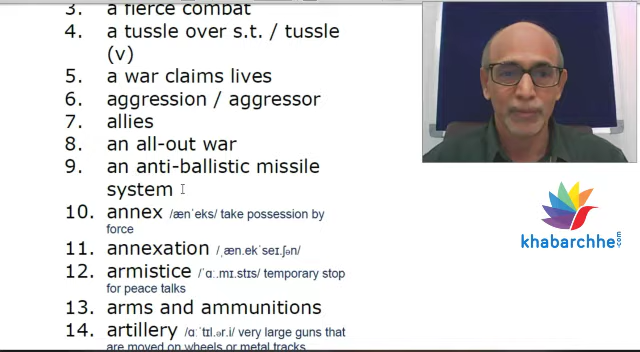 3. a fierce combat
4. a tussle over s.t. / tussle
(v)
5. a war claims lives
6. aggression / aggressor
7. allies
8. an all-out war
9. an anti-ballistic missile
system
10. annex /ænˈeks/ take possession by
force
11. annexation /ˌæn.ekˈseɪ.ʃən/
12. armistice /ˈɑː.mɪ.stɪs/ temporary stop
for peace talks
13. arms and ammunitions
14. artillery /ɑːˈtɪl.ər.i/ very large guns that
are moved on wheels or metal tracks
khabarchhe.com